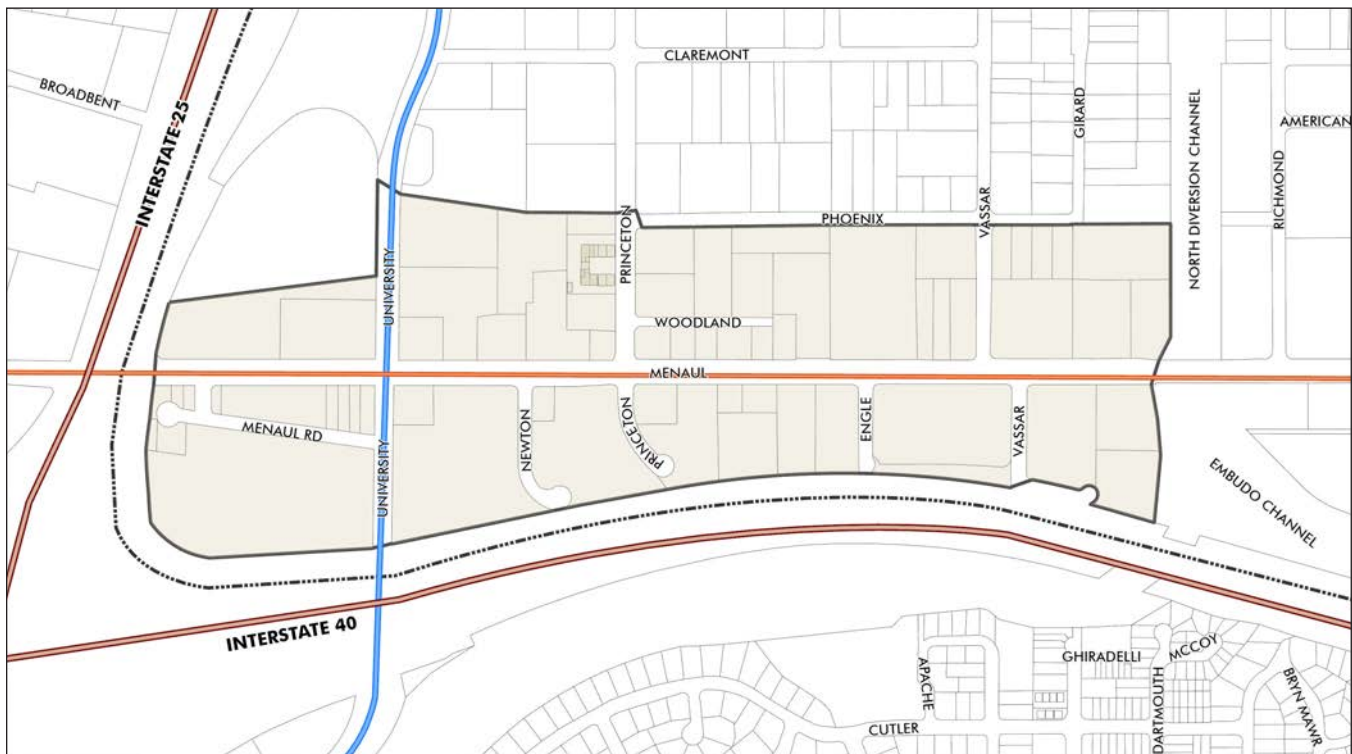 CLAREMONT
BROADBENT
INTERSTATE 25
GIRARD
NORTH DIVERSION CHANNEL
AMERICAN
RICHMOND
VASSAR
PHOENIX
PRINCETON
UNIVERSITY
WOODLAND
MENAUL
MENAUL RD
NEWTON
PRINCETON
ENGLE
VASSAR
UNIVERSITY
EMBUDO CHANNEL
INTERSTATE 40
APACHE
GHIRADELLI
MCCOY
DARTMOUTH
BRYN MAWR
CUTLER